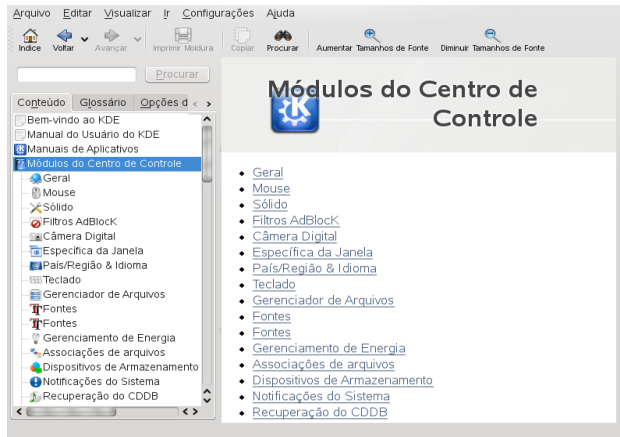 Arquivo Editar Visualizar Ir Configurações Ajuda
Índice Voltar Avançar Imprimir Moldura Copiar Procurar Aumentar Tamanhos de Fonte Diminuir Tamanhos de Fonte
Procurar
Conteúdo Glossário Opções d
Bem-vindo ao KDE
Manual do Usuário do KDE
Manuais de Aplicativos
Módulos do Centro de Controle
Geral
Mouse
Sólido
Filtros AdBlocK
Câmera Digital
Específica da Janela
País/Região & Idioma
Teclado
Gerenciador de Arquivos
Fontes
Fontes
Gerenciamento de Energia
Associações de arquivos
Dispositivos de Armazenamento
Notificações do Sistema
Recuperação do CDDB
Módulos do Centro de
Controle
Geral
Mouse
Sólido
Filtros AdBlocK
Câmera Digital
Específica da Janela
País/Região & Idioma
Teclado
Gerenciador de Arquivos
Fontes
Fontes
Gerenciamento de Energia
Associações de arquivos
Dispositivos de Armazenamento
Notificações do Sistema
Recuperação do CDDB